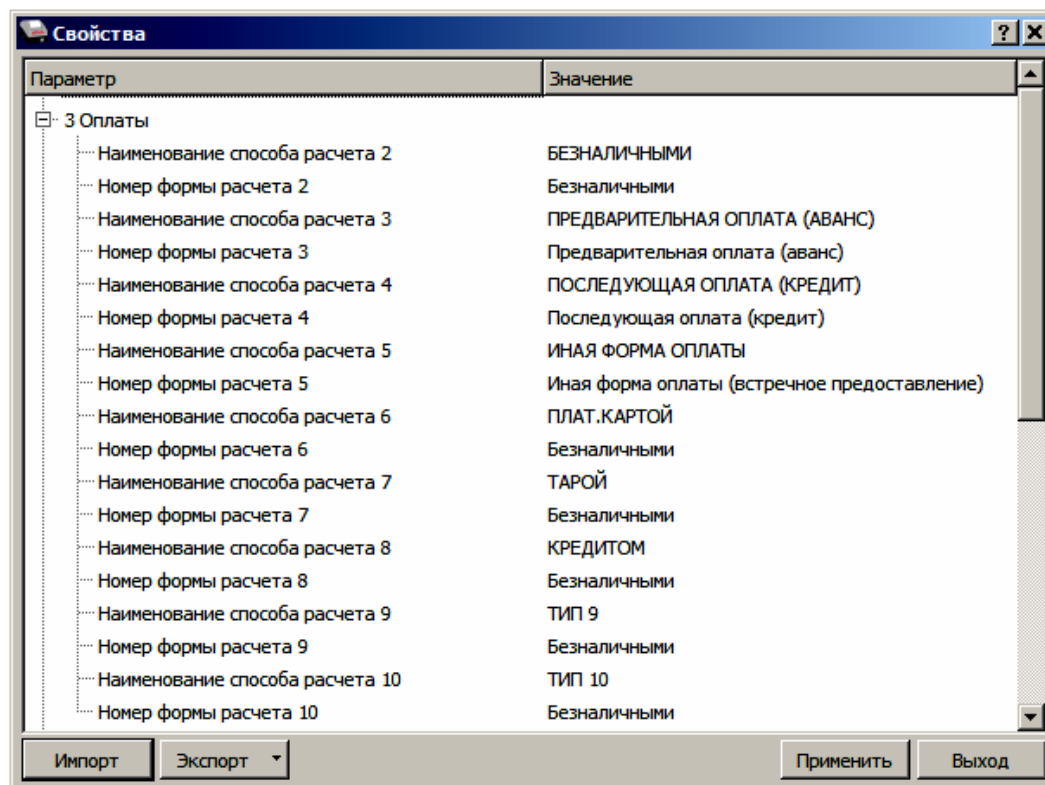 Свойства
Параметр Значение
3 Оплаты
Наименование способа расчета 2 БЕЗНАЛИЧНЫМИ
Номер формы расчета 2 Безналичными
Наименование способа расчета 3 ПРЕДВАРИТЕЛЬНАЯ ОПЛАТА (АВАНС)
Номер формы расчета 3 Предварительная оплата (аванс)
Наименование способа расчета 4 ПОСЛЕДУЮЩАЯ ОПЛАТА (КРЕДИТ)
Номер формы расчета 4 Последующая оплата (кредит)
Наименование способа расчета 5 ИНАЯ ФОРМА ОПЛАТЫ
Номер формы расчета 5 Иная форма оплаты (встречное предоставление)
Наименование способа расчета 6 ПЛАТ.КАРТОЙ
Номер формы расчета 6 Безналичными
Наименование способа расчета 7 ТАРОЙ
Номер формы расчета 7 Безналичными
Наименование способа расчета 8 КРЕДИТОМ
Номер формы расчета 8 Безналичными
Наименование способа расчета 9 ТИП 9
Номер формы расчета 9 Безналичными
Наименование способа расчета 10 ТИП 10
Номер формы расчета 10 Безналичными
Импорт Экспорт Применить Выход